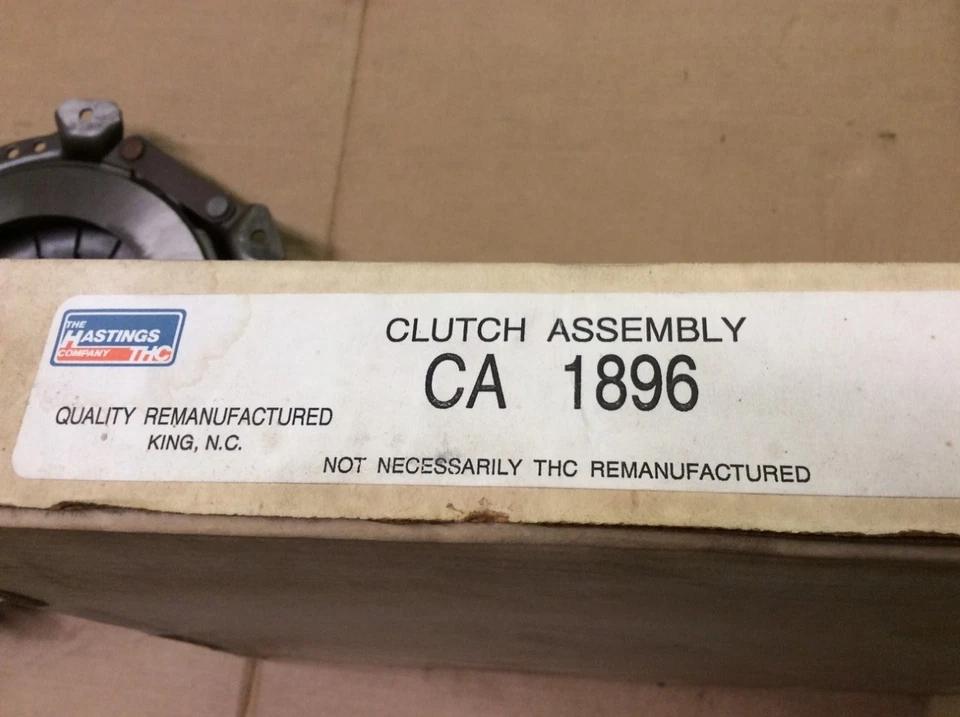 THE
HASTINGS
COMPANY THC
CLUTCH ASSEMBLY
CA 1896
QUALITY REMANUFACTURED
KING, N.C.
NOT NECESSARILY THC REMANUFACTURED